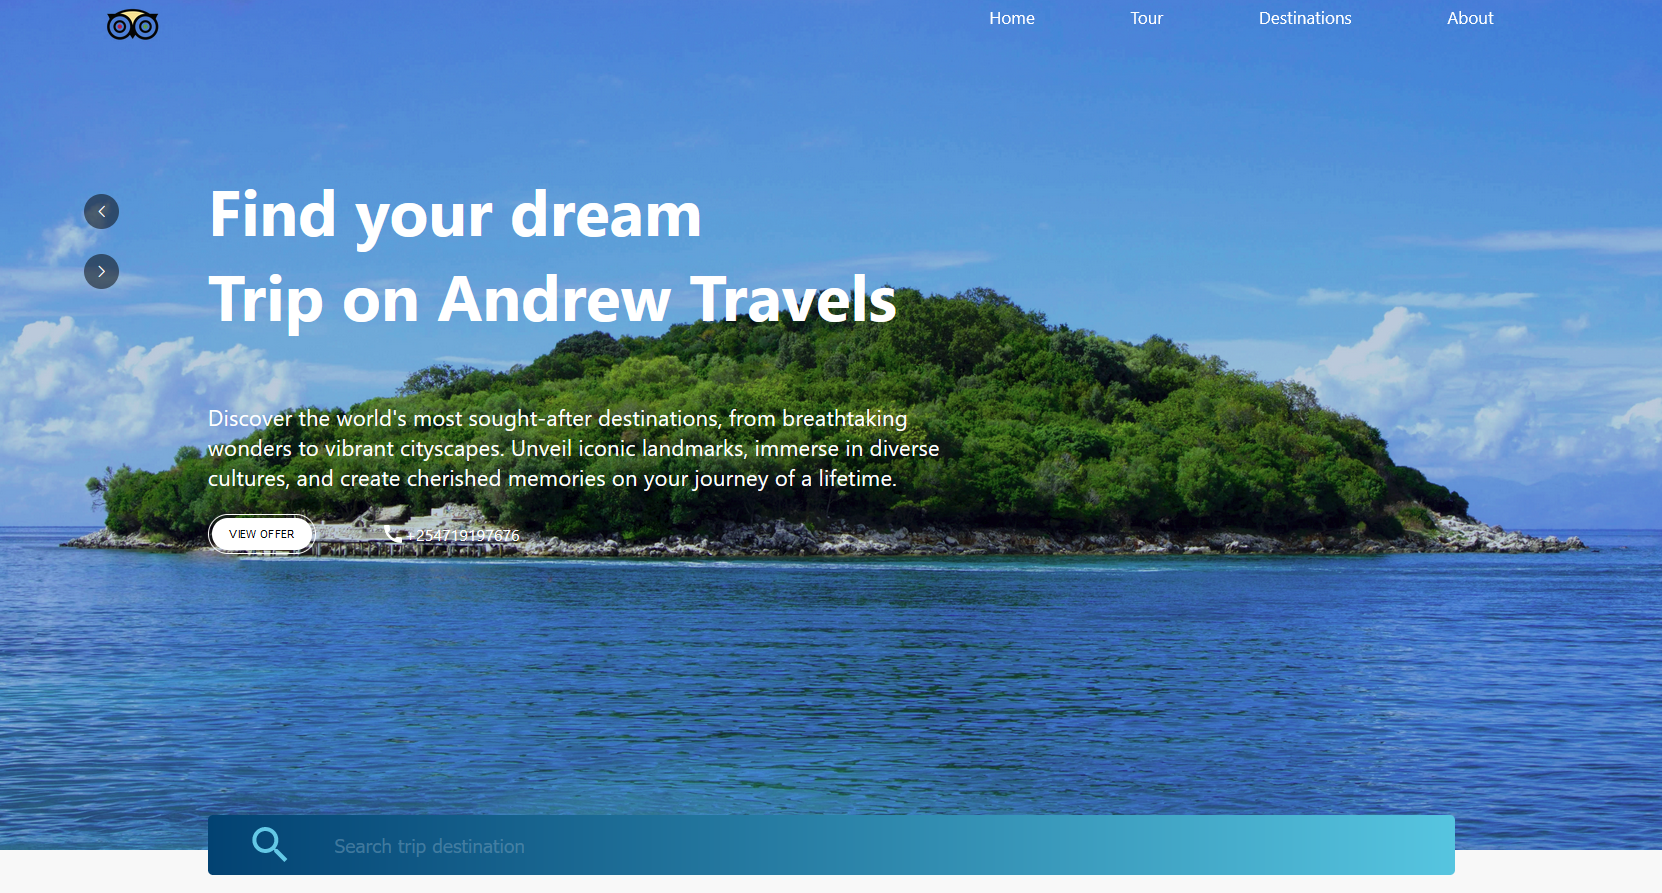 Home
Tour
Destinations
About
Find your dream
Trip on Andrew Travels
Discover the world's most sought-after destinations, from breathtaking
wonders to vibrant cityscapes. Unveil iconic landmarks, immerse in diverse
cultures, and create cherished memories on your journey of a lifetime.
VIEW OFFER
+254719197676
Search trip destination